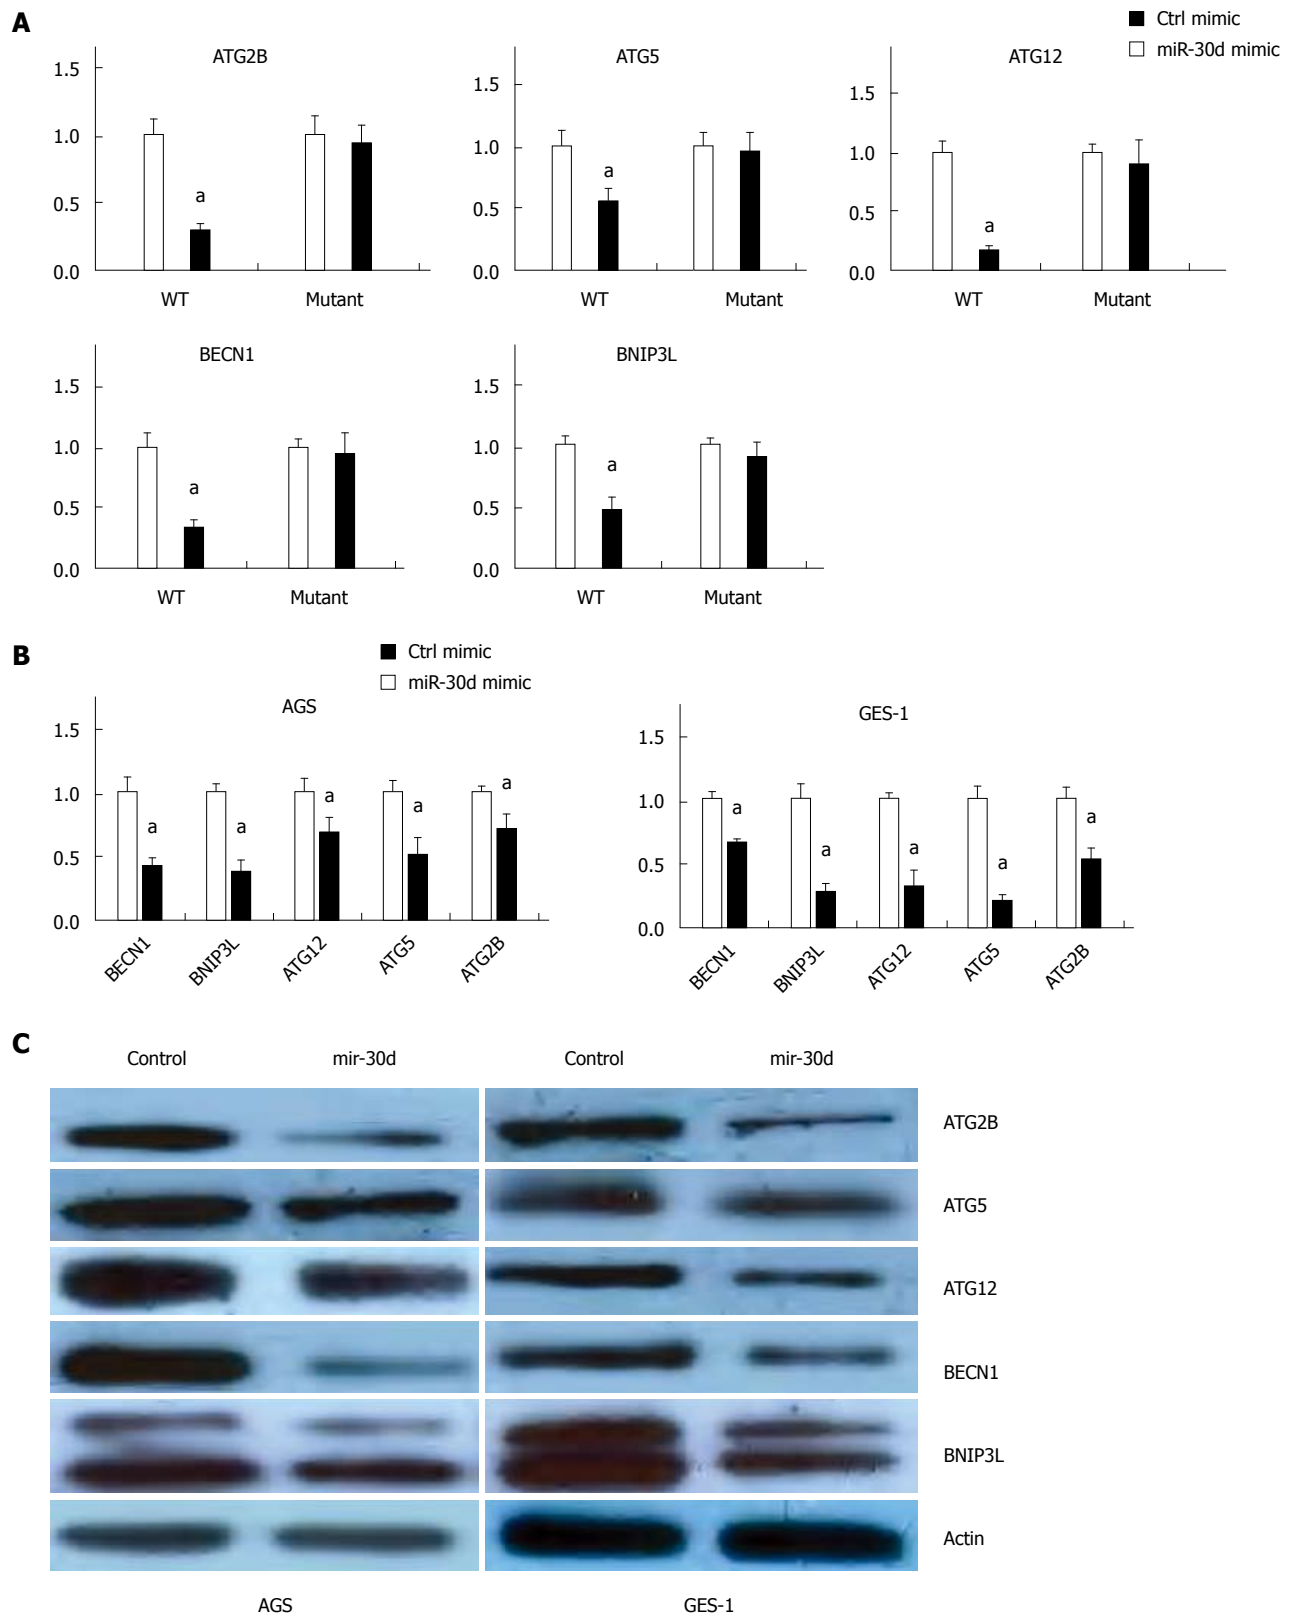 A
Ctrl mimic
miR-30d mimic
ATG2B
1.5
1.0
0.5
0.0
a
WT
Mutant
ATG5
1.5
1.0
0.5
0.0
a
WT
Mutant
ATG12
1.5
1.0
0.5
0.0
a
WT
Mutant
BECN1
1.5
1.0
0.5
0.0
a
WT
Mutant
BNIP3L
1.5
1.0
0.5
0.0
a
WT
Mutant
B
Ctrl mimic
miR-30d mimic
AGS
1.5
1.0
0.5
0.0
a
a
a
a
a
BECN1
BNIP3L
ATG12
ATG5
ATG2B
GES-1
1.5
1.0
0.5
0.0
a
a
a
a
a
BECN1
BNIP3L
ATG12
ATG5
ATG2B
C
Control mir-30d Control mir-30d
ATG2B
ATG5
ATG12
BECN1
BNIP3L
Actin
AGS GES-1